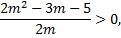 2m² − 3m − 5 / 2m > 0,